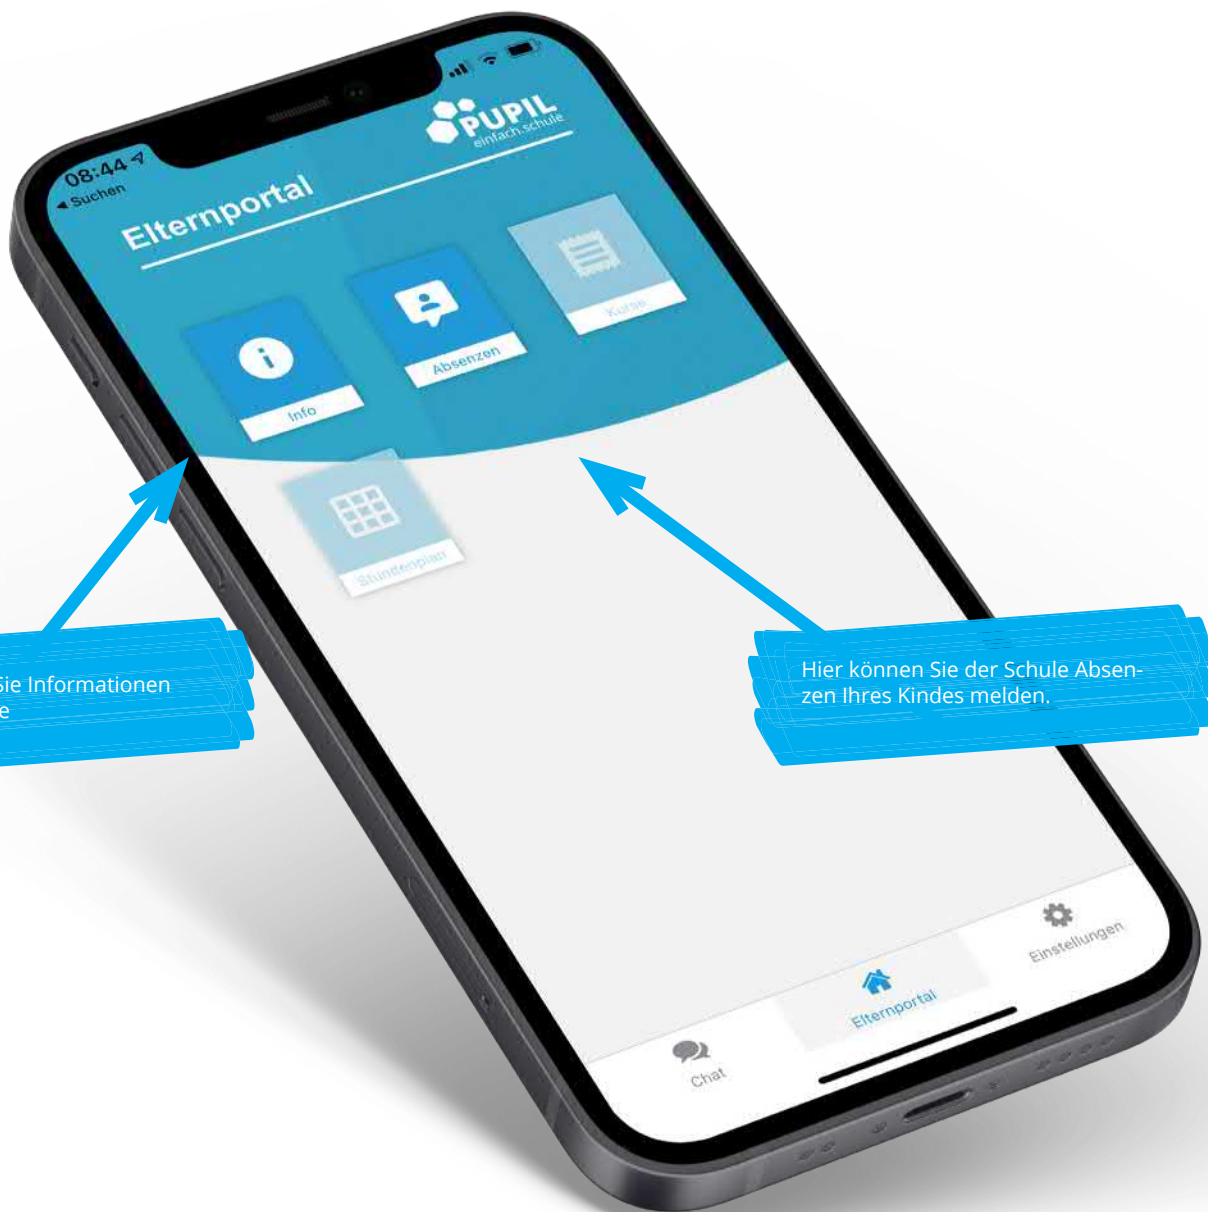 08:44
Suchen
PUPIL
einfach.schule
Elternportal
Info
Absenzen
Kurse
Stundenplan
Sie Informationen
Hier können Sie der Schule Absen-
zen Ihres Kindes melden.
Chat
Elternportal
Einstellungen